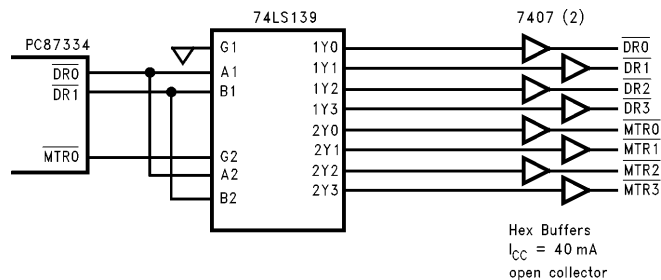 74LS139
7407 (2)
PC87334
G1
1Y0
DR0
DR0
A1
1Y1
DR1
DR1
B1
1Y2
DR2
1Y3
DR3
2Y0
MTR0
MTR0
G2
2Y1
MTR1
A2
2Y2
MTR2
B2
2Y3
MTR3
Hex Buffers
ICC = 40 mA
open collector